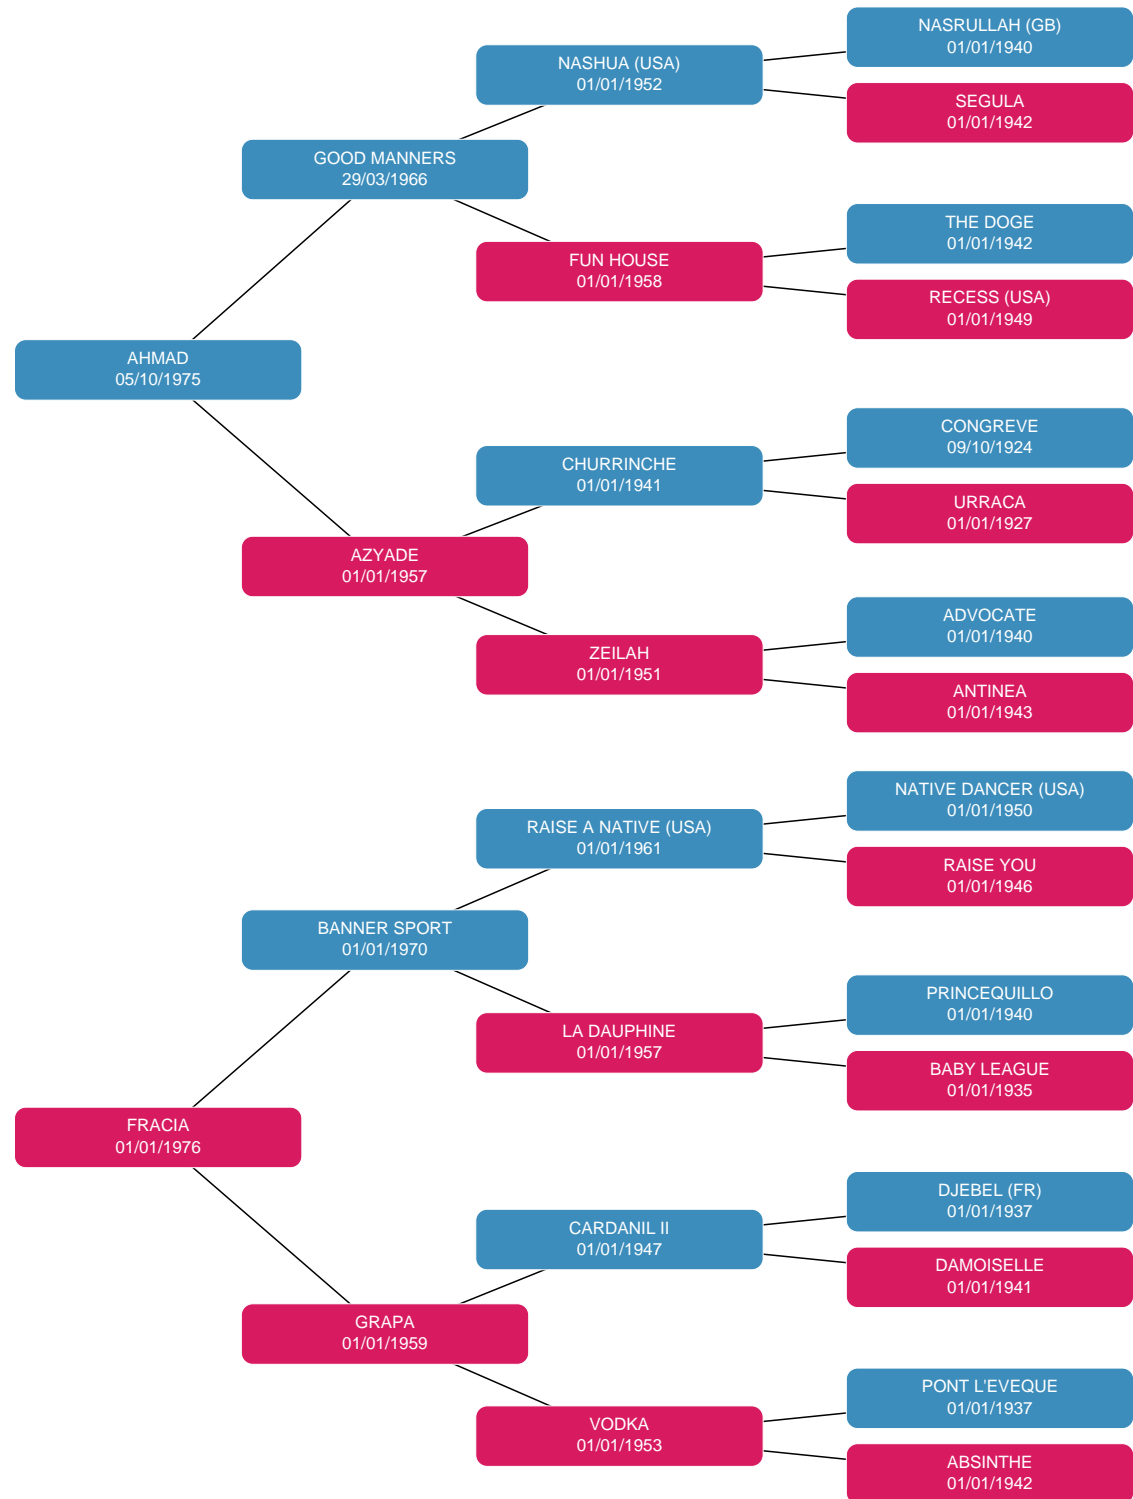 NASRULLAH (GB)
01/01/1940
NASHUA (USA)
01/01/1952
SEGULA
01/01/1942
GOOD MANNERS
29/03/1966
THE DOGE
01/01/1942
FUN HOUSE
01/01/1958
RECESS (USA)
01/01/1949
AHMAD
05/10/1975
CONGREVE
09/10/1924
CHURRINCHE
01/01/1941
URRACA
01/01/1927
AZYADE
01/01/1957
ADVOCATE
01/01/1940
ZEILAH
01/01/1951
ANTINEA
01/01/1943
NATIVE DANCER (USA)
01/01/1950
RAISE A NATIVE (USA)
01/01/1961
RAISE YOU
01/01/1946
BANNER SPORT
01/01/1970
PRINCEQUILLO
01/01/1940
LA DAUPHINE
01/01/1957
BABY LEAGUE
01/01/1935
FRACIA
01/01/1976
DJEBEL (FR)
01/01/1937
CARDANIL II
01/01/1947
DAMOISELLE
01/01/1941
GRAPA
01/01/1959
PONT L'EVEQUE
01/01/1937
VODKA
01/01/1953
ABSINTHE
01/01/1942